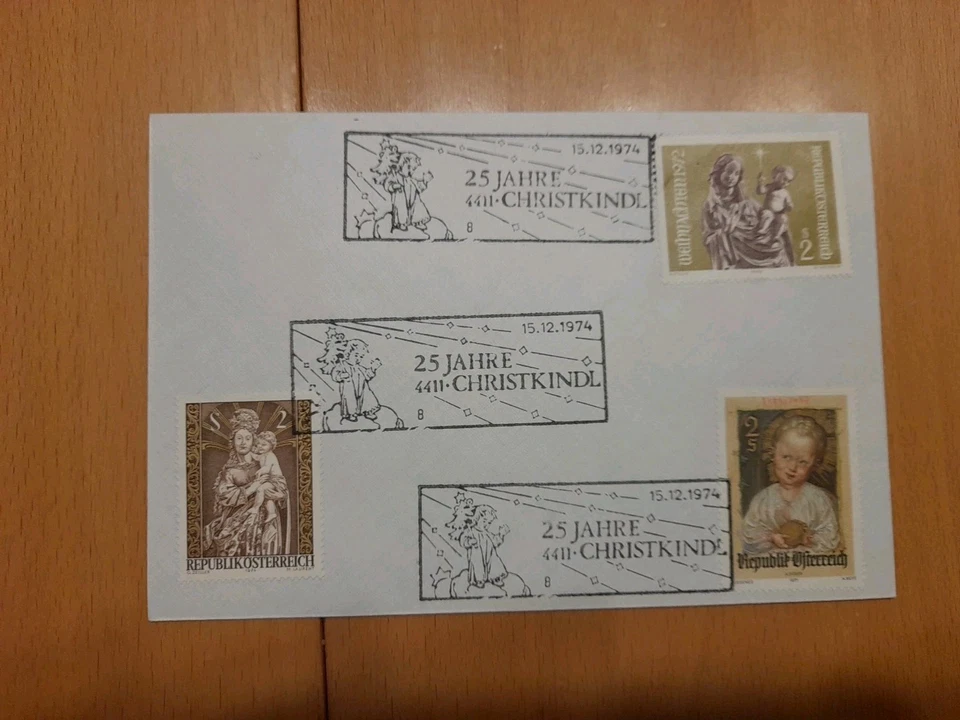 15.12.1974
25 JAHRE
4411·CHRISTKINDL
8
WEIHNACHTEN 1972
REPUBLIK ÖSTERREICH
S
2
15.12.1974
25 JAHRE
4411·CHRISTKINDL
8
S 2
REPUBLIK ÖSTERREICH
2
S
Republik Österreich
15.12.1974
25 JAHRE
4411·CHRISTKINDL
8